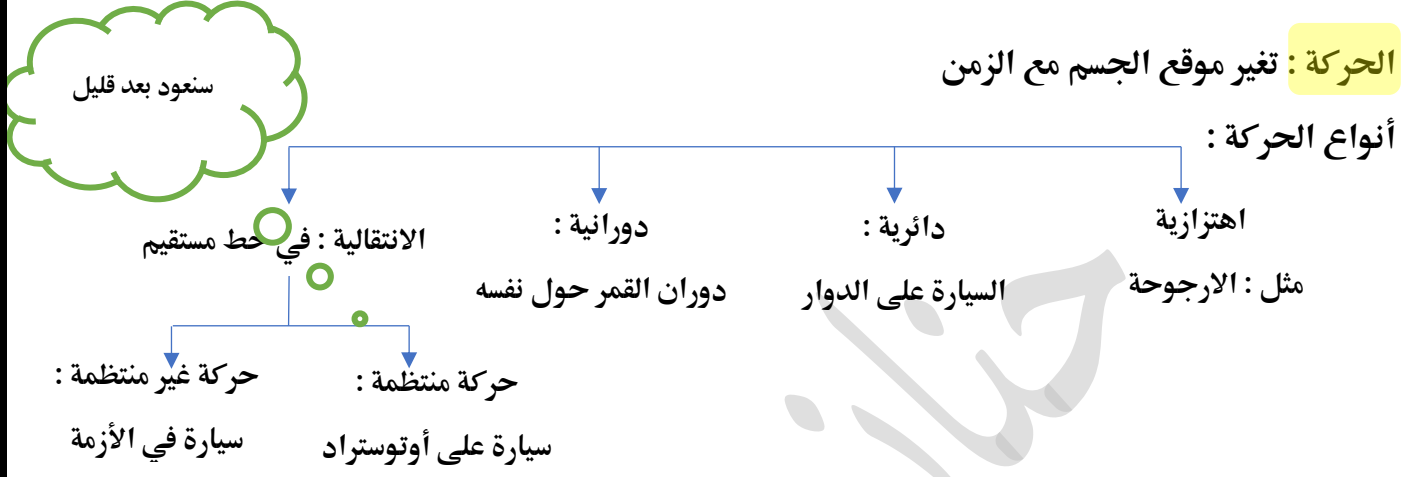 الحركة : تغير موقع الجسم مع الزمن
سنعود بعد قليل
أنواع الحركة :
اهتزازية
مثل : الارجوحة
دائرية :
السيارة على الدوار
دورانية :
دوران القمر حول نفسه
الانتقالية : في خط مستقيم
حركة منتظمة :
سيارة على أوتوستراد
حركة غير منتظمة :
سيارة في الأزمة